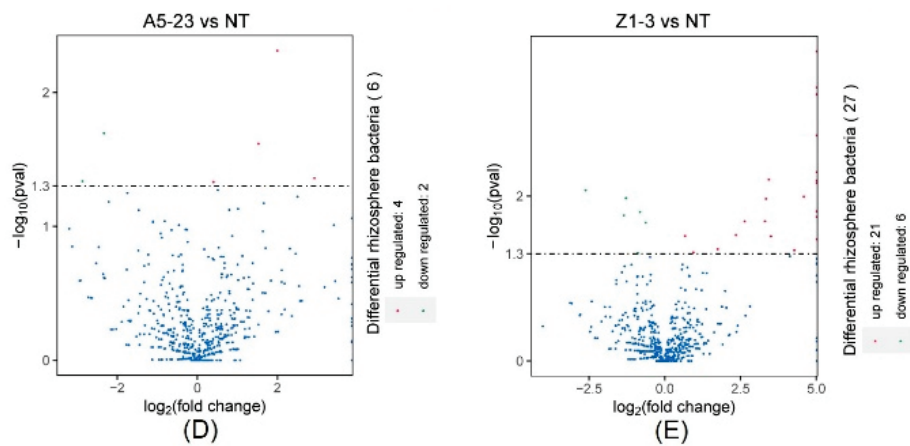 A5-23 vs NT
2
1.3
1
0
−log10(pval)
−2
0
2
log2(fold change)
Differential rhizosphere bacteria ( 6 )
up regulated: 4
down regulated: 2
(D)
Z1-3 vs NT
2
1.3
0
−log10(pval)
−2.5
0
2.5
5.0
log2(fold change)
Differential rhizosphere bacteria ( 27 )
up regulated: 21
down regulated: 6
(E)